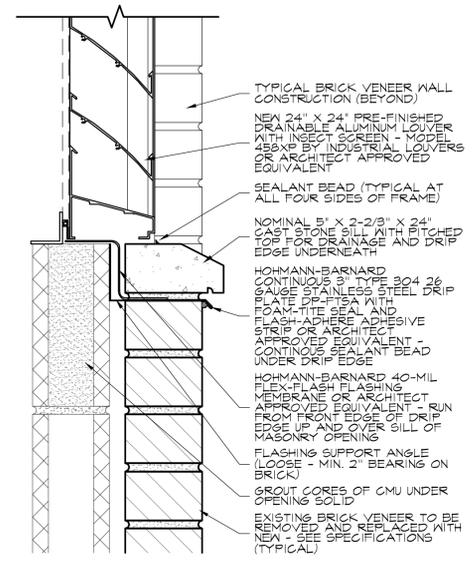 TYPICAL BRICK VENEER WALL
CONSTRUCTION (BEYOND)
NEW 24" X 24" PRE-FINISHED
DRAINABLE ALUMINUM LOUVER
WITH INSECT SCREEN - MODEL
458XP BY INDUSTRIAL LOUVERS
OR ARCHITECT APPROVED
EQUIVALENT
SEALANT BEAD (TYPICAL AT
ALL FOUR SIDES OF FRAME)
NOMINAL 5" X 2-2/3" X 24"
CAST STONE SILL WITH PITCHED
TOP FOR DRAINAGE AND DRIP
EDGE UNDERNEATH
HOHMANN-BARNARD
CONTINUOUS 3" TYPE 304 26
GAUGE STAINLESS STEEL DRIP
PLATE DP-FTSA WITH
FOAM-TITE SEAL AND
FLASH-ADHERE ADHESIVE
STRIP OR ARCHITECT
APPROVED EQUIVALENT -
CONTINOUS SEALANT BEAD
UNDER DRIP EDGE
HOHMANN-BARNARD 40-MIL
FLEX-FLASH FLASHING
MEMBRANE OR ARCHITECT
APPROVED EQUIVALENT - RUN
FROM FRONT EDGE OF DRIP
EDGE UP AND OVER SILL OF
MASONRY OPENING
FLASHING SUPPORT ANGLE
(LOOSE - MIN. 2" BEARING ON
BRICK)
GROUT CORES OF CMU UNDER
OPENING SOLID
EXISTING BRICK VENEER TO BE
REMOVED AND REPLACED WITH
NEW - SEE SPECIFICATIONS
(TYPICAL)